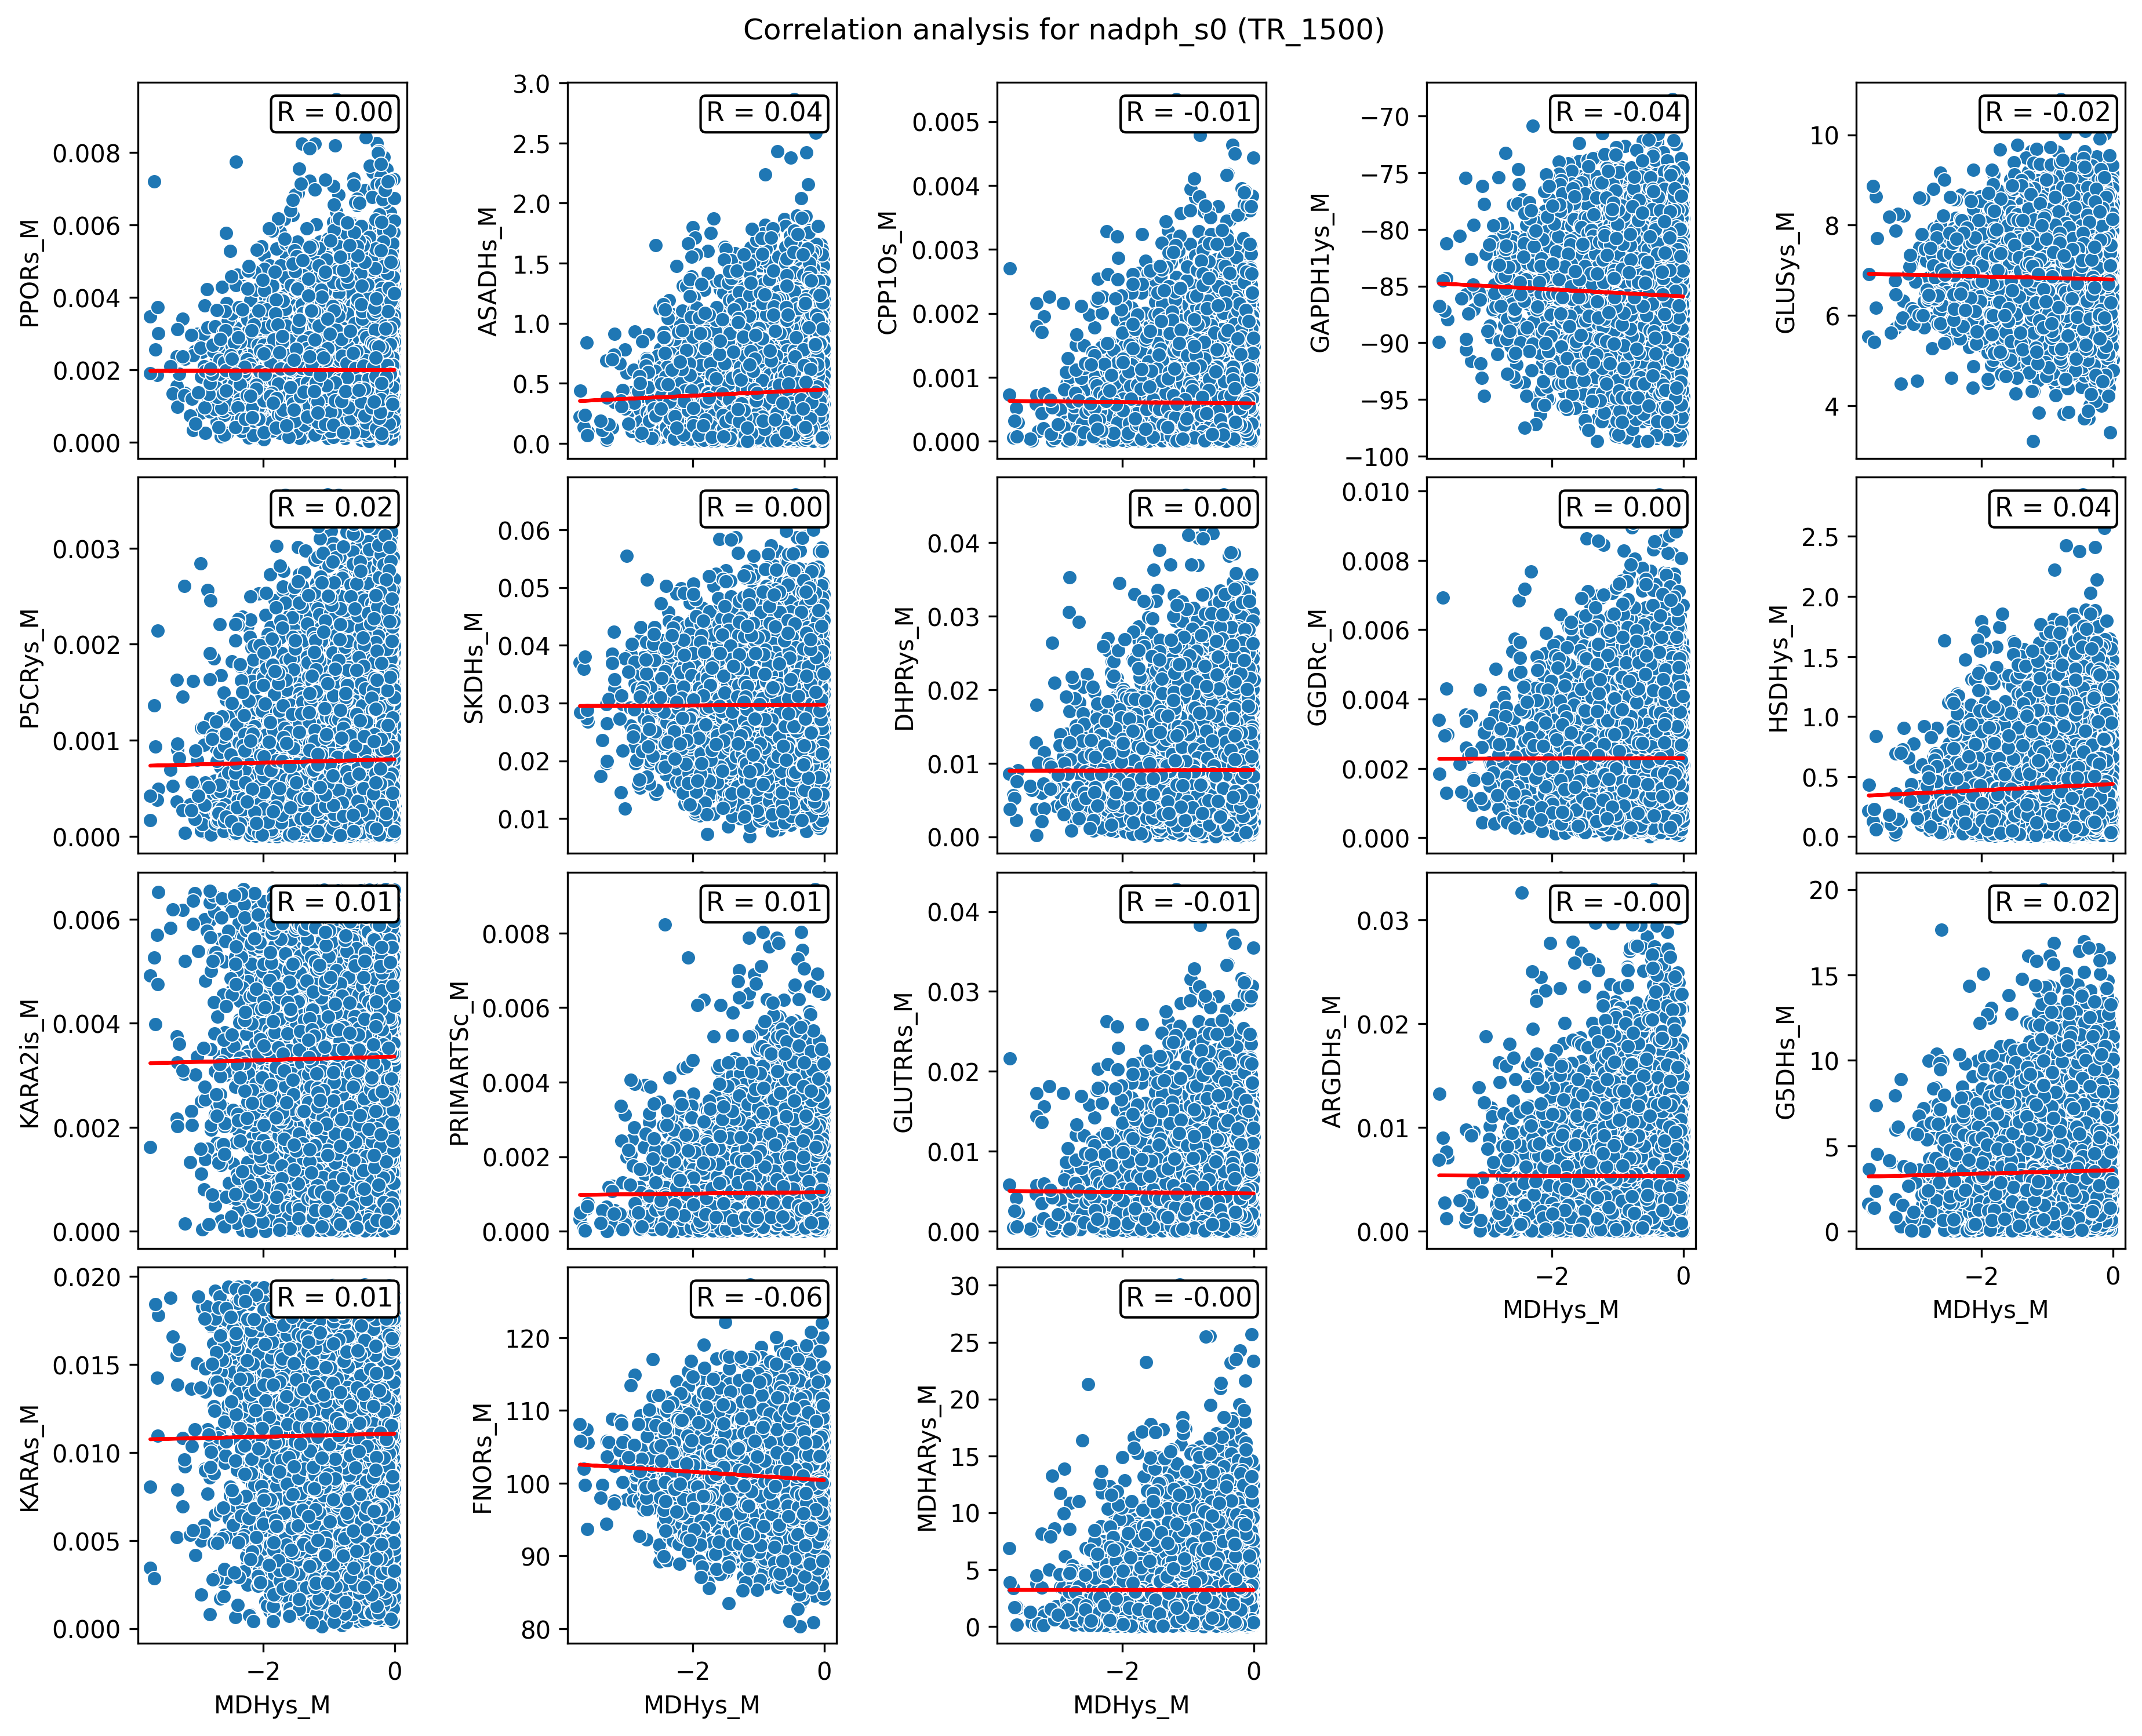 Correlation analysis for nadph_s0 (TR_1500)
R = 0.00
0.008
0.006
0.004
0.002
0.000
PPORs_M
R = 0.04
3.0
2.5
2.0
1.5
1.0
0.5
0.0
ASADHs_M
R = -0.01
0.005
0.004
0.003
0.002
0.001
0.000
CPP1Os_M
R = -0.04
−70
−75
−80
−85
−90
−95
−100
GAPDH1ys_M
R = -0.02
10
8
6
4
GLUSys_M
R = 0.02
0.003
0.002
0.001
0.000
P5CRys_M
R = 0.00
0.06
0.05
0.04
0.03
0.02
0.01
SKDHs_M
R = 0.00
0.04
0.03
0.02
0.01
0.00
DHPRys_M
R = 0.00
0.010
0.008
0.006
0.004
0.002
0.000
GGDRc_M
R = 0.04
2.5
2.0
1.5
1.0
0.5
0.0
HSDHys_M
R = 0.01
0.006
0.004
0.002
0.000
KARA2is_M
R = 0.01
0.008
0.006
0.004
0.002
0.000
PRIMARTSc_M
R = -0.01
0.04
0.03
0.02
0.01
0.00
GLUTRRs_M
R = -0.00
0.03
0.02
0.01
0.00
ARGDHs_M
−2 0
MDHys_M
R = 0.02
20
15
10
5
0
G5DHs_M
−2 0
MDHys_M
R = 0.01
0.020
0.015
0.010
0.005
0.000
KARAs_M
−2 0
MDHys_M
R = -0.06
120
110
100
90
80
FNORs_M
−2 0
MDHys_M
R = -0.00
30
25
20
15
10
5
0
MDHARys_M
−2 0
MDHys_M